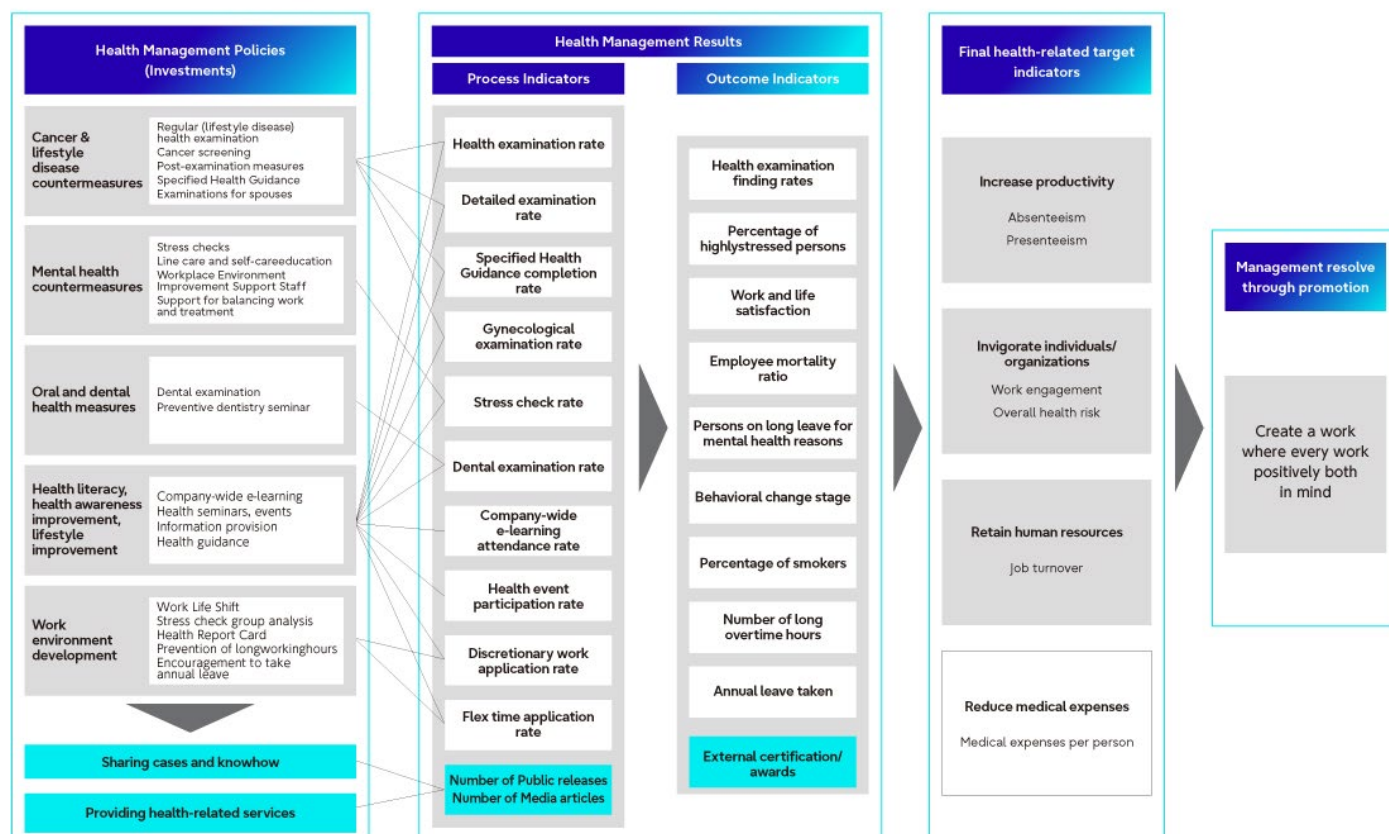 Health Management Policies
(Investments)
Cancer &
lifestyle
disease
countermeasures
Regular (lifestyle disease)
health examination
Cancer screening
Post-examination measures
Specified Health Guidance
Examinations for spouses
Mental health
countermeasures
Stress checks
Line care and self-careeducation
Workplace Environment
Improvement Support Staff
Support for balancing work
and treatment
Oral and dental
health measures
Dental examination
Preventive dentistry seminar
Health literacy,
health awareness
improvement,
lifestyle
improvement
Company-wide e-learning
Health seminars, events
Information provision
Health guidance
Work
environment
development
Work Life Shift
Stress check group analysis
Health Report Card
Prevention of longworkinghours
Encouragement to take
annual leave
Sharing cases and knowhow
Providing health-related services
Health Management Results
Process Indicators
Health examination rate
Detailed examination
rate
Specified Health
Guidance completion
rate
Gynecological
examination rate
Stress check rate
Dental examination rate
Company-wide
e-learning
attendance rate
Health event
participation rate
Discretionary work
application rate
Flex time application
rate
Number of Public releases
Number of Media articles
Outcome Indicators
Health examination
finding rates
Percentage of
highlystressed persons
Work and life
satisfaction
Employee mortality
ratio
Persons on long leave for
mental health reasons
Behavioral change stage
Percentage of smokers
Number of long
overtime hours
Annual leave taken
External certification/
awards
Final health-related target
indicators
Increase productivity
Absenteeism
Presenteeism
Invigorate individuals/
organizations
Work engagement
Overall health risk
Retain human resources
Job turnover
Reduce medical expenses
Medical expenses per person
Management resolve
through promotion
Create a work
where every work
positively both
in mind